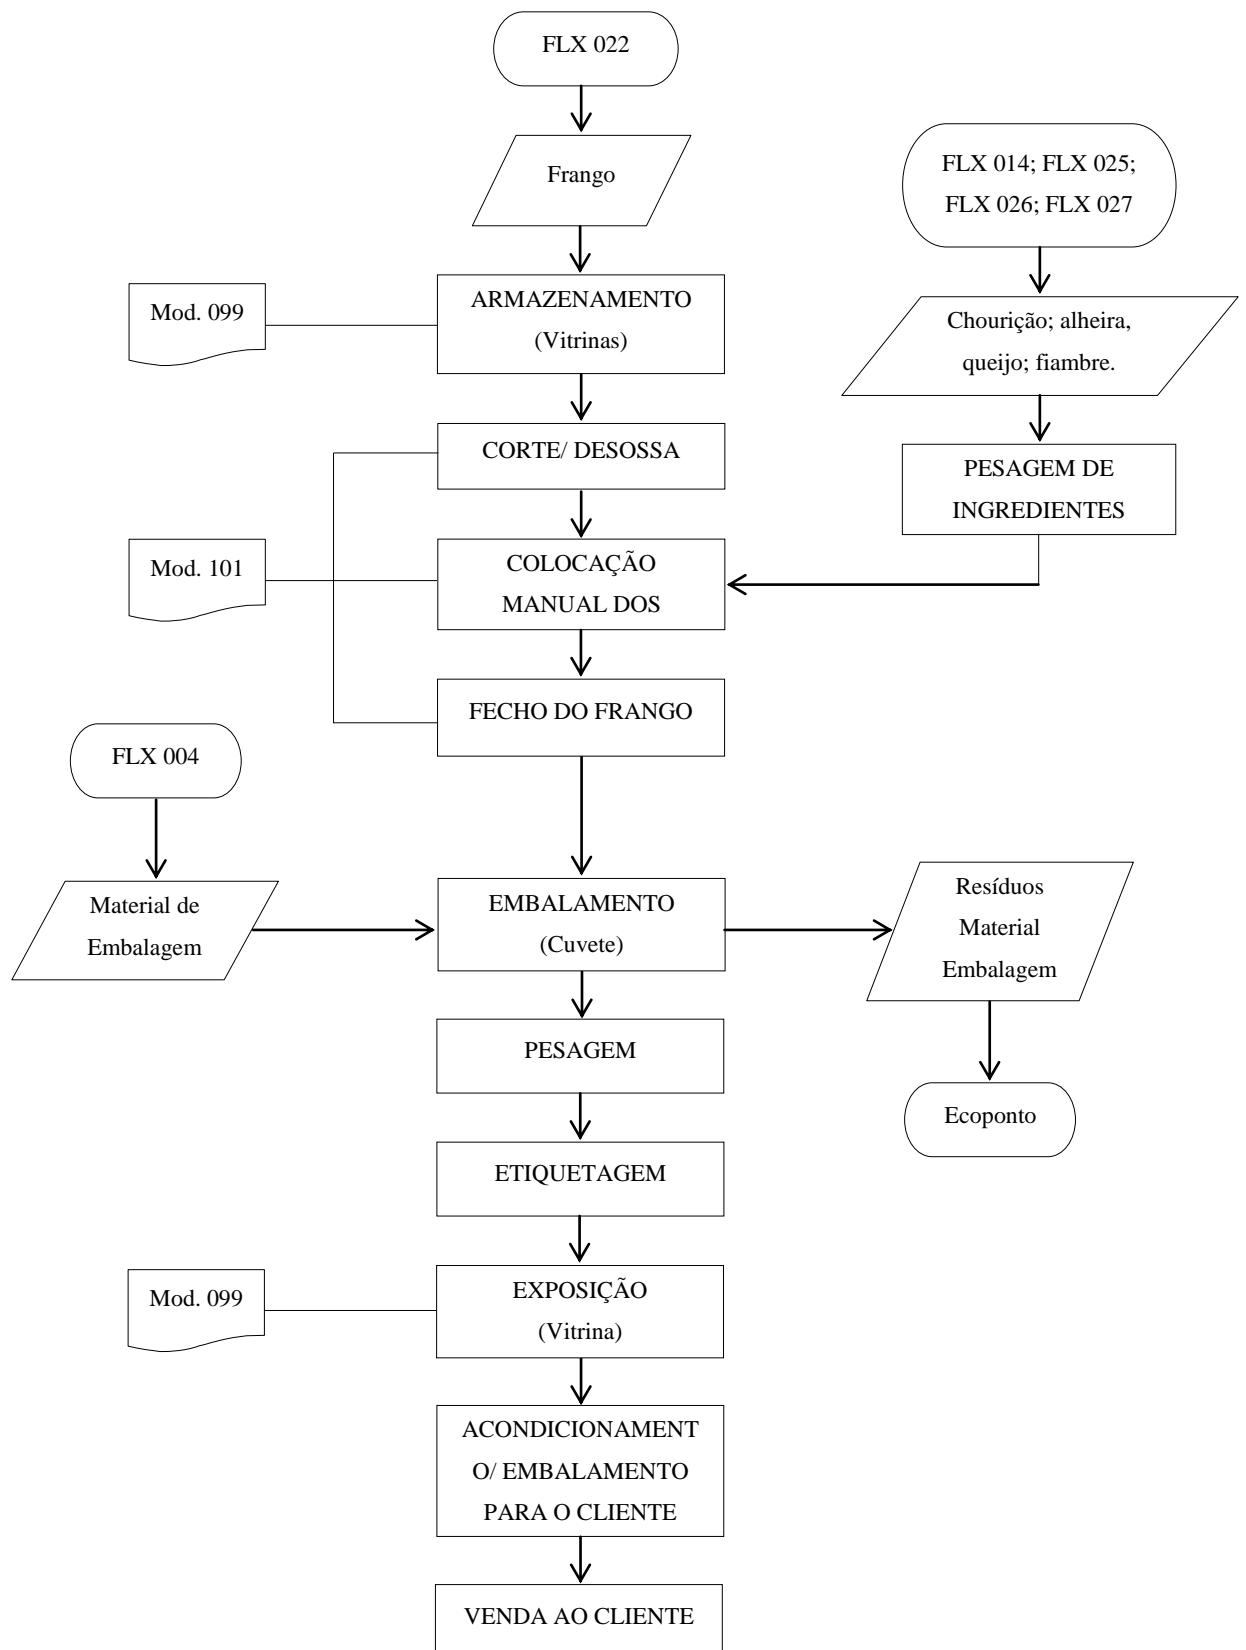 FLX 022
Frango
FLX 014; FLX 025;
FLX 026; FLX 027
Chourição; alheira,
queijo; fiambre.
Mod. 099
ARMAZENAMENTO
(Vitrinas)
CORTE/ DESOSSA
PESAGEM DE
INGREDIENTES
Mod. 101
COLOCAÇÃO
MANUAL DOS
FECHO DO FRANGO
FLX 004
Material de
Embalagem
EMBALAMENTO
(Cuvete)
Resíduos
Material
Embalagem
PESAGEM
Ecoponto
ETIQUETAGEM
Mod. 099
EXPOSIÇÃO
(Vitrina)
ACONDICIONAMENT
O/ EMBALAMENTO
PARA O CLIENTE
VENDA AO CLIENTE